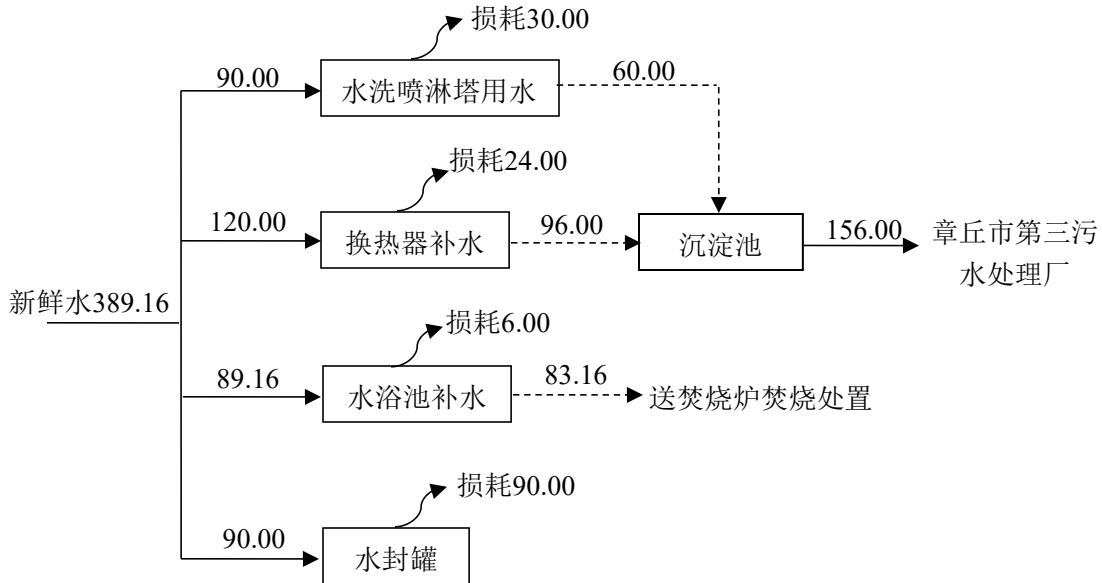 损耗30.00
90.00
水洗喷淋塔用水
60.00
损耗24.00
120.00
换热器补水
96.00
沉淀池
156.00
章丘市第三污
水处理厂
新鲜水389.16
损耗6.00
89.16
水浴池补水
83.16
送焚烧炉焚烧处置
损耗90.00
90.00
水封罐